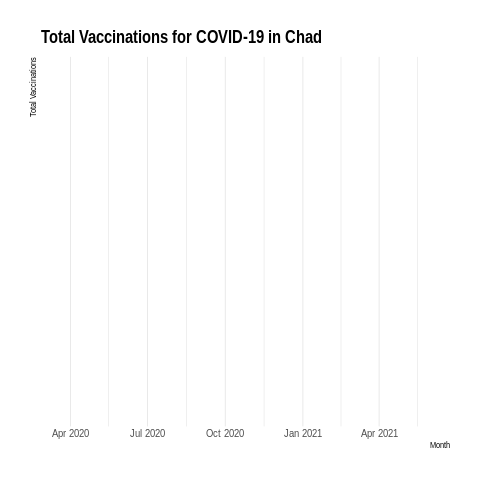 Total Vaccinations for COVID-19 in Chad
Total Vaccinations
Apr 2020 Jul 2020 Oct 2020 Jan 2021 Apr 2021
Month